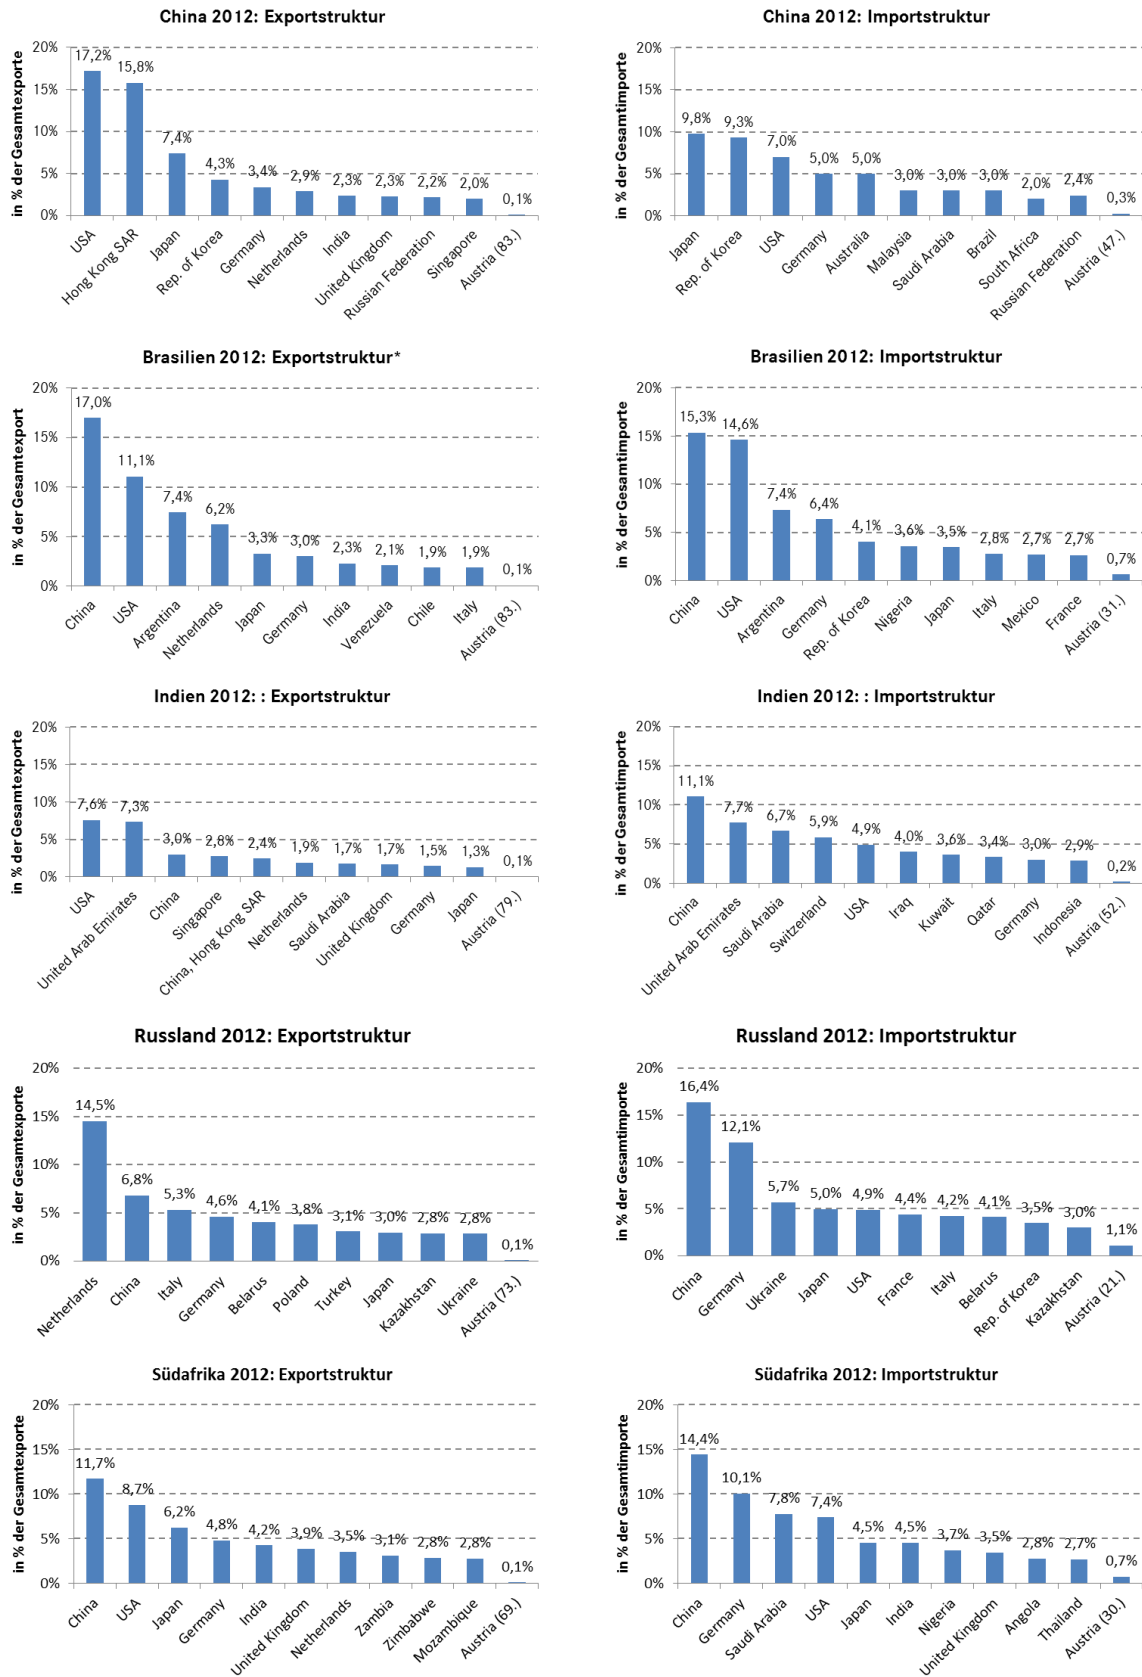 China 2012: Exportstruktur
in % der Gesamtexporte
20%
15%
10%
5%
0%
17,2%
15,8%
7,4%
4,3%
3,4%
2,9%
2,3%
2,3%
2,2%
2,0%
0,1%
USA
Hong Kong SAR
Japan
Rep. of Korea
Germany
Netherlands
India
United Kingdom
Russian Federation
Singapore
Austria (83.)
China 2012: Importstruktur
in % der Gesamtimporte
20%
15%
10%
5%
0%
9,8%
9,3%
7,0%
5,0%
5,0%
3,0%
3,0%
3,0%
2,0%
2,4%
0,3%
Japan
Rep. of Korea
USA
Germany
Australia
Malaysia
Saudi Arabia
Brazil
South Africa
Russian Federation
Austria (47.)
Brasilien 2012: Exportstruktur*
in % der Gesamtexport
20%
15%
10%
5%
0%
17,0%
11,1%
7,4%
6,2%
3,3%
3,0%
2,3%
2,1%
1,9%
1,9%
0,1%
China
USA
Argentina
Netherlands
Japan
Germany
India
Venezuela
Chile
Italy
Austria (83.)
Brasilien 2012: Importstruktur
in % der Gesamtimporte
20%
15%
10%
5%
0%
15,3%
14,6%
7,4%
6,4%
4,1%
3,6%
3,5%
2,8%
2,7%
2,7%
0,7%
China
USA
Argentina
Germany
Rep. of Korea
Nigeria
Japan
Italy
Mexico
France
Austria (31.)
Indien 2012: : Exportstruktur
in % der Gesamtexporte
20%
15%
10%
5%
0%
7,6%
7,3%
3,0%
2,8%
2,4%
1,9%
1,7%
1,7%
1,5%
1,3%
0,1%
USA
United Arab Emirates
China
Singapore
China, Hong Kong SAR
Netherlands
Saudi Arabia
United Kingdom
Germany
Japan
Austria (79.)
Indien 2012: : Importstruktur
in % der Gesamtimporte
20%
15%
10%
5%
0%
11,1%
7,7%
6,7%
5,9%
4,9%
4,0%
3,6%
3,4%
3,0%
2,9%
0,2%
China
United Arab Emirates
Saudi Arabia
Switzerland
USA
Iraq
Kuwait
Qatar
Germany
Indonesia
Austria (52.)
Russland 2012: Exportstruktur
in % der Gesamtexporte
20%
15%
10%
5%
0%
14,5%
6,8%
5,3%
4,6%
4,1%
3,8%
3,1%
3,0%
2,8%
2,8%
0,1%
Netherlands
China
Italy
Germany
Belarus
Poland
Turkey
Japan
Kazakhstan
Ukraine
Austria (73.)
Russland 2012: Importstruktur
in % der Gesamtimporte
20%
15%
10%
5%
0%
16,4%
12,1%
5,7%
5,0%
4,9%
4,4%
4,2%
4,1%
3,5%
3,0%
1,1%
China
Germany
Ukraine
Japan
USA
France
Italy
Belarus
Rep. of Korea
Kazakhstan
Austria (21.)
Südafrika 2012: Exportstruktur
in % der Gesamtexporte
20%
15%
10%
5%
0%
11,7%
8,7%
6,2%
4,8%
4,2%
3,9%
3,5%
3,1%
2,8%
2,8%
0,1%
China
USA
Japan
Germany
India
United Kingdom
Netherlands
Zambia
Zimbabwe
Mozambique
Austria (69.)
Südafrika 2012: Importstruktur
in % der Gesamtimporte
20%
15%
10%
5%
0%
14,4%
10,1%
7,8%
7,4%
4,5%
4,5%
3,7%
3,5%
2,8%
2,7%
0,7%
China
Germany
Saudi Arabia
USA
Japan
India
Nigeria
United Kingdom
Angola
Thailand
Austria (30.)